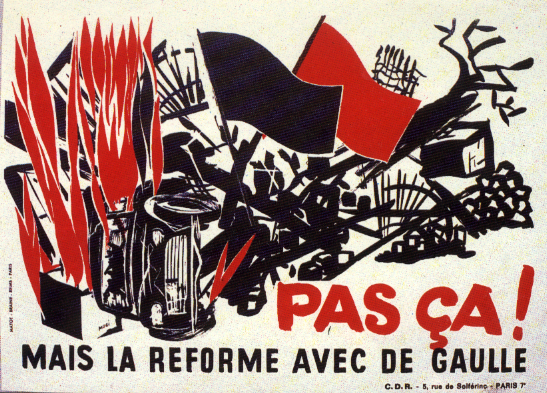 PAS ÇA!
MAIS LA REFORME AVEC DE GAULLE
C.D.R. - 5, rue de Solférino - PARIS 7e